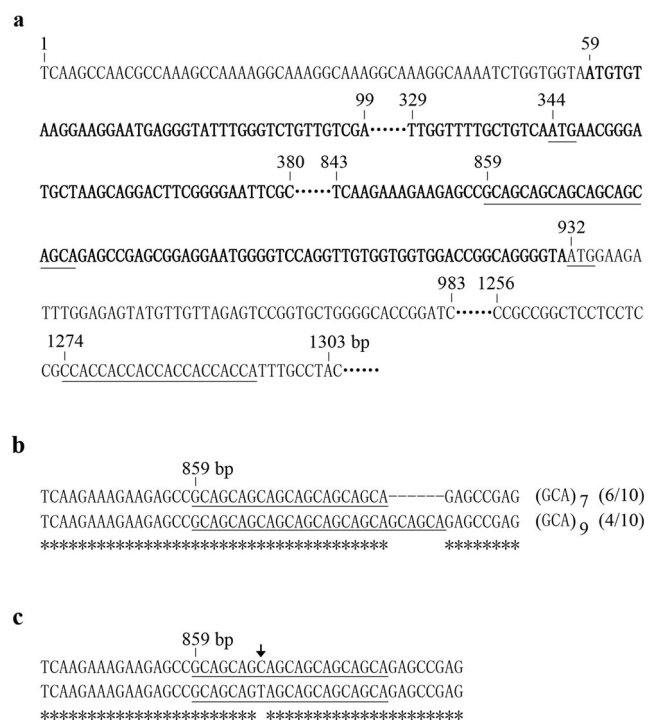 a
1 59
TCAAGCCAACGCCAAAGCCAAAAGGCAAAGGCAAAGGCAAAGGCAAAATCTGGTGGTAATGTGT
99 329 344
AAGGAAGGAATGAGGGTATTTGGGTCTGTTGTCGA······TTGGTTTTGCTGTCAATGAACGGGA
380 843 859
TGCTAAGCAGGACTTCGGGGAATTCGC······TCAAGAAAGAAGAGCCGCAGCAGCAGCAGCAGC
932
AGCAGAGCCGAGCGGAGGAATGGGGTCCAGGTTGTGGTGGTGGACCGGCAGGGGTAATGGAAGA
983 1256
TTTGGAGAGTATGTTGTTAGAGTCCGGTGCTGGGGCACCGGATC······CCGCCGGCTCCTCCTC
1274 1303 bp
CGCCACCACCACCACCACCACCATTTGCCTAC······
b
859 bp
TCAAGAAAGAAGAGCCGCAGCAGCAGCAGCAGCAGCA------GAGCCGAG (GCA)7 (6/10)
TCAAGAAAGAAGAGCCGCAGCAGCAGCAGCAGCAGCAGCAGCAGAGCCGAG (GCA)9 (4/10)
************************************* ********
c
859 bp
TCAAGAAAGAAGAGCCGCAGCAGCAGCAGCAGCAGCAGAGCCGAG
TCAAGAAAGAAGAGCCGCAGCAGTAGCAGCAGCAGCAGAGCCGAG
*********************** *********************